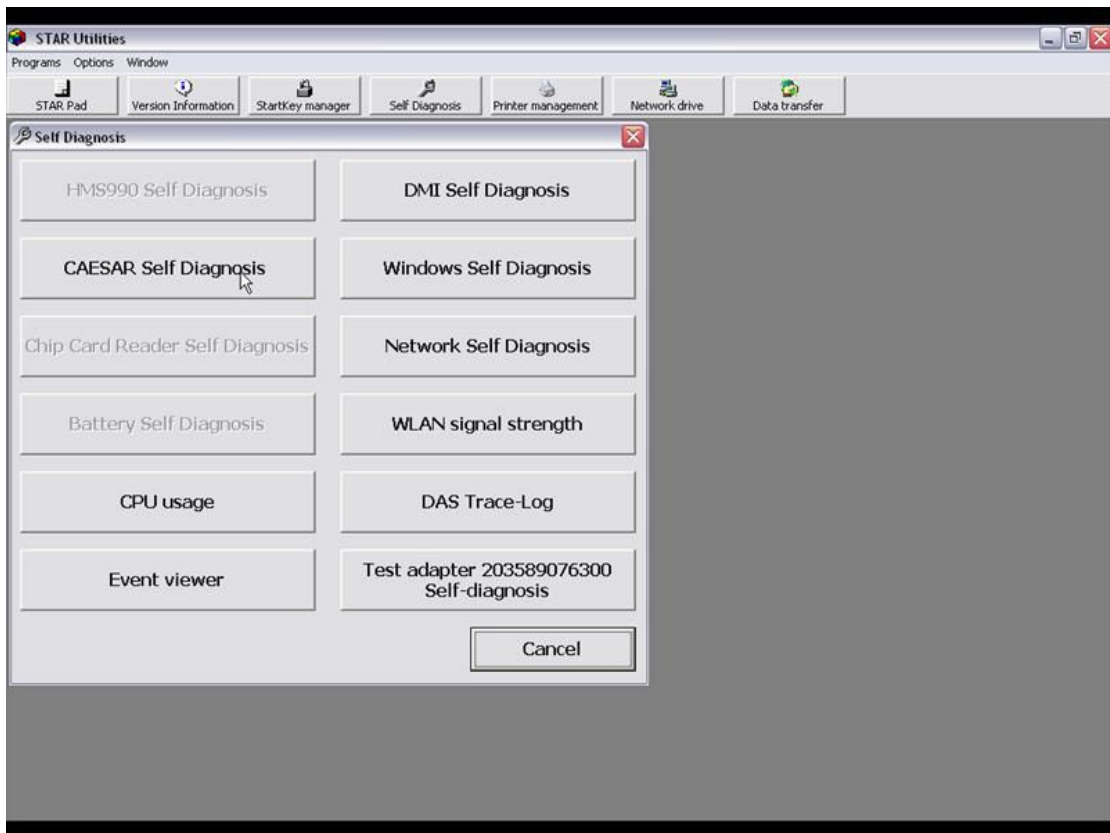 STAR Utilities
Programs Options Window
STAR Pad Version Information StartKey manager Self Diagnosis Printer management Network drive Data transfer
Self Diagnosis
HMS990 Self Diagnosis DMI Self Diagnosis
CAESAR Self Diagnosis Windows Self Diagnosis
Chip Card Reader Self Diagnosis Network Self Diagnosis
Battery Self Diagnosis WLAN signal strength
CPU usage DAS Trace-Log
Event viewer Test adapter 203589076300
Self-diagnosis
Cancel